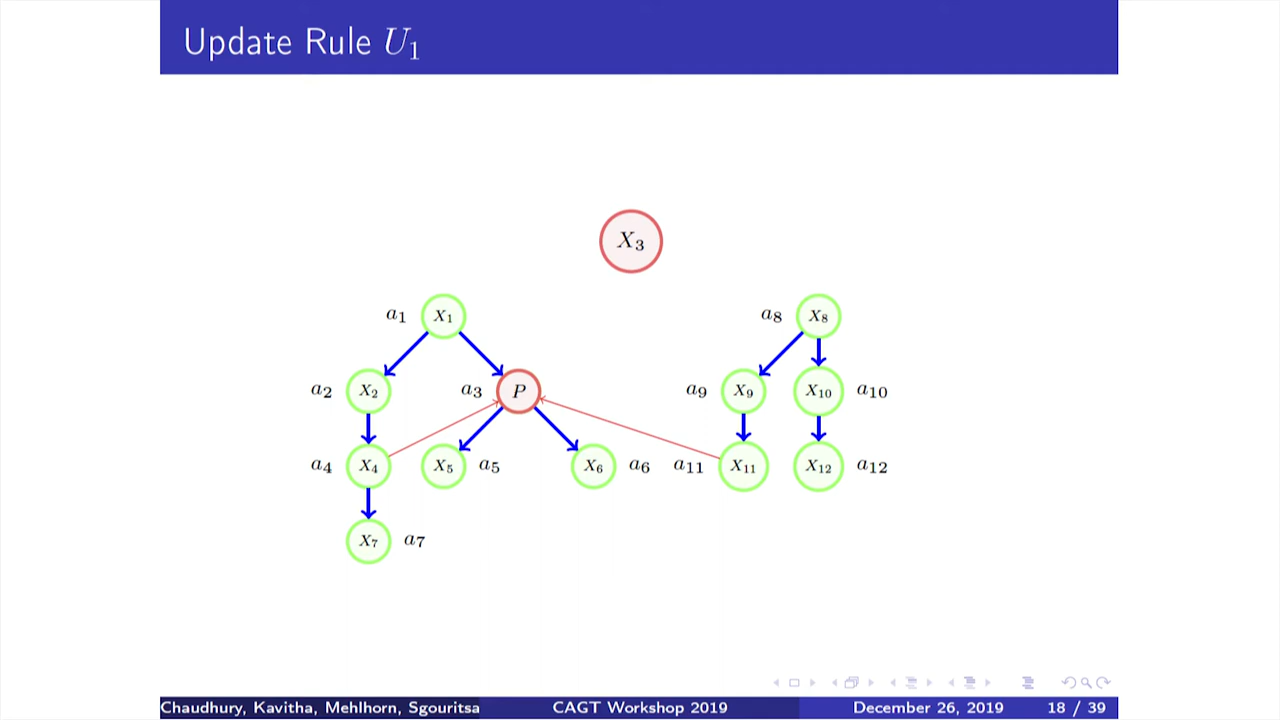 Update Rule U₁
X₃
a₁ X₁ a₈ X₈
a₂ X₂ a₃ P a₉ X₉ X₁₀ a₁₀
a₄ X₄ X₅ a₅ X₆ a₆ a₁₁ X₁₁ X₁₂ a₁₂
X₇ a₇
Chaudhury, Kavitha, Mehlhorn, Sgouritsa CAGT Workshop 2019 December 26, 2019 18 / 39